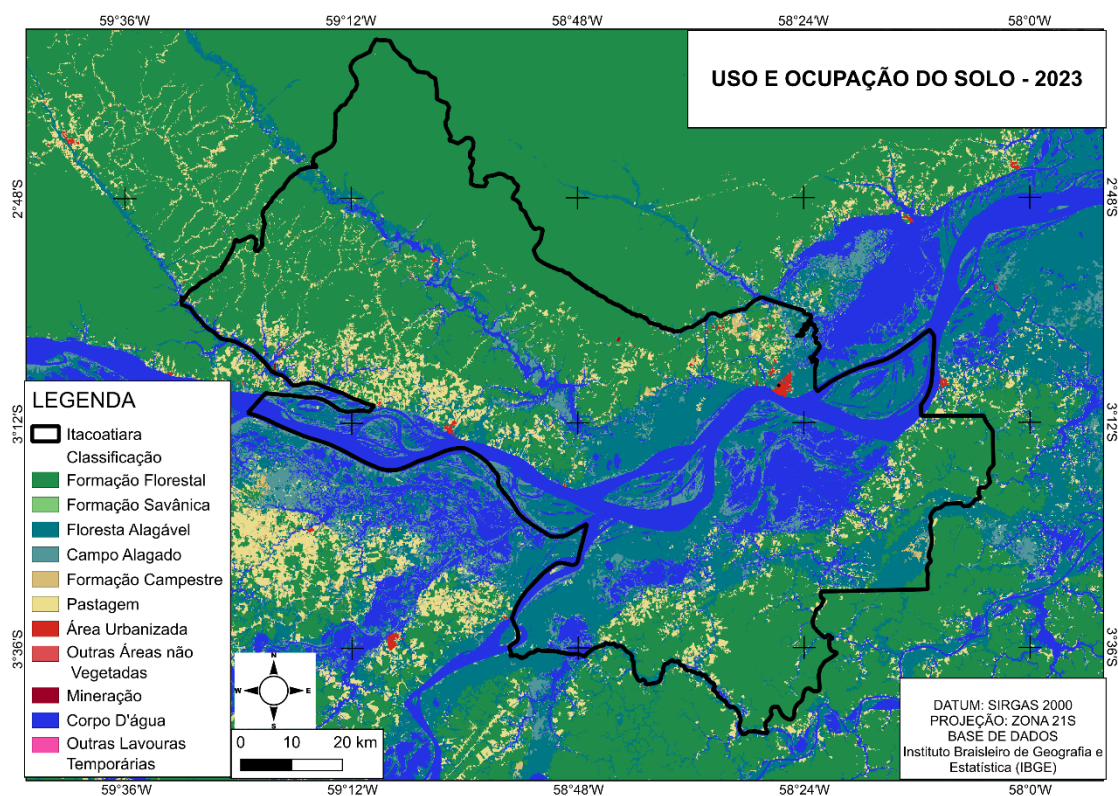 59°36'W 59°12'W 58°48'W 58°24'W 58°0'W
USO E OCUPAÇÃO DO SOLO - 2023
2°48'S 2°48'S
3°12'S 3°12'S
3°36'S 3°36'S
LEGENDA
Itacoatiara
Classificação
Formação Florestal
Formação Savânica
Floresta Alagável
Campo Alagado
Formação Campestre
Pastagem
Área Urbanizada
Outras Áreas não
Vegetadas
Mineração
Corpo D'água
Outras Lavouras
Temporárias
N
W E
S
0 10 20 km
DATUM: SIRGAS 2000
PROJEÇÃO: ZONA 21S
BASE DE DADOS
Instituto Braisleiro de Geografia e
Estatística (IBGE)
59°36'W 59°12'W 58°48'W 58°24'W 58°0'W